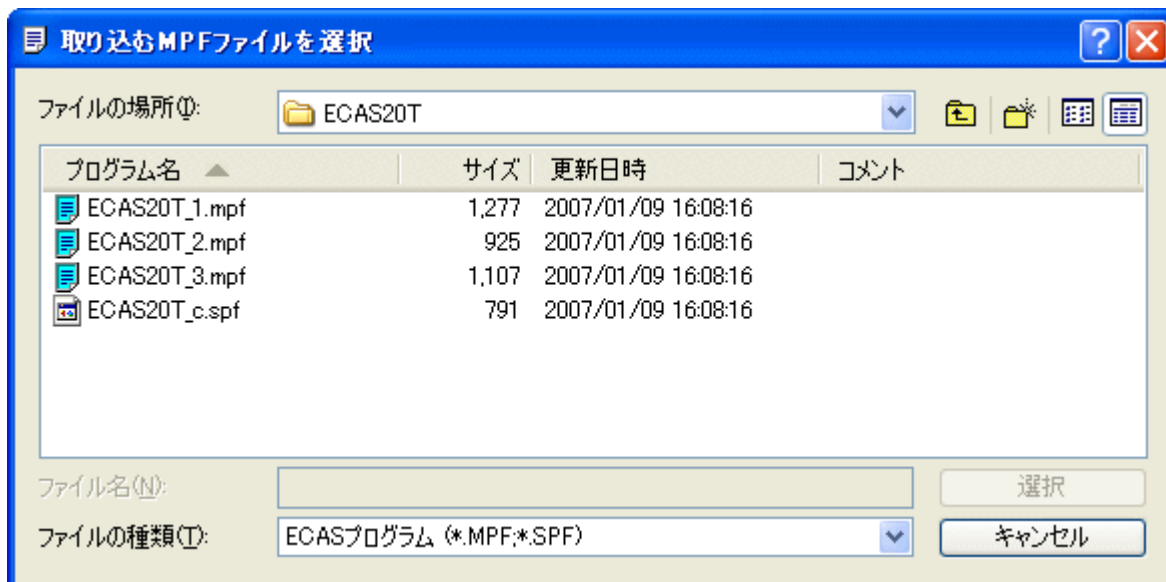 取り込むMPFファイルを選択
ファイルの場所(I): ECAS20T
プログラム名 サイズ 更新日時 コメント
ECAS20T_1.mpf 1,277 2007/01/09 16:08:16
ECAS20T_2.mpf 925 2007/01/09 16:08:16
ECAS20T_3.mpf 1,107 2007/01/09 16:08:16
ECAS20T_c.spf 791 2007/01/09 16:08:16
ファイル名(N): 選択
ファイルの種類(T): ECASプログラム (*.MPF;*.SPF) キャンセル